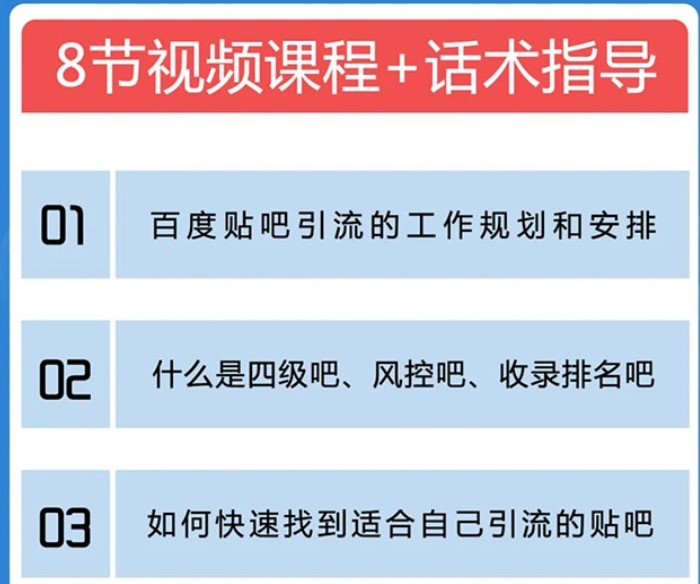 8节视频课程+话术指导
01 百度贴吧引流的工作规划和安排
02 什么是四级吧、风控吧、收录排名吧
03 如何快速找到适合自己引流的贴吧